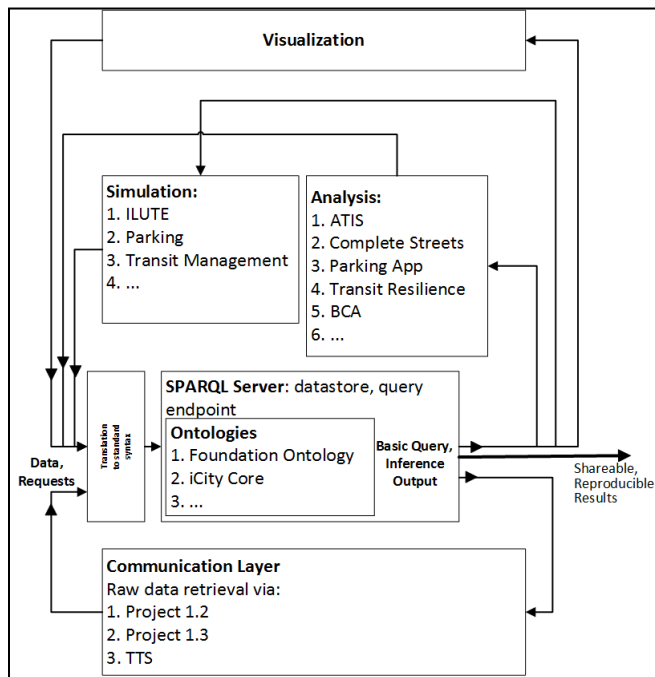 Visualization
Simulation:
1. ILUTE
2. Parking
3. Transit Management
4. ...
Analysis:
1. ATIS
2. Complete Streets
3. Parking App
4. Transit Resilience
5. BCA
6. ...
Data,
Requests
Translation
to standard
syntax
SPARQL Server: datastore, query
endpoint
Ontologies
1. Foundation Ontology
2. iCity Core
3. ...
Basic Query,
Inference
Output
Shareable,
Reproducible
Results
Communication Layer
Raw data retrieval via:
1. Project 1.2
2. Project 1.3
3. TTS